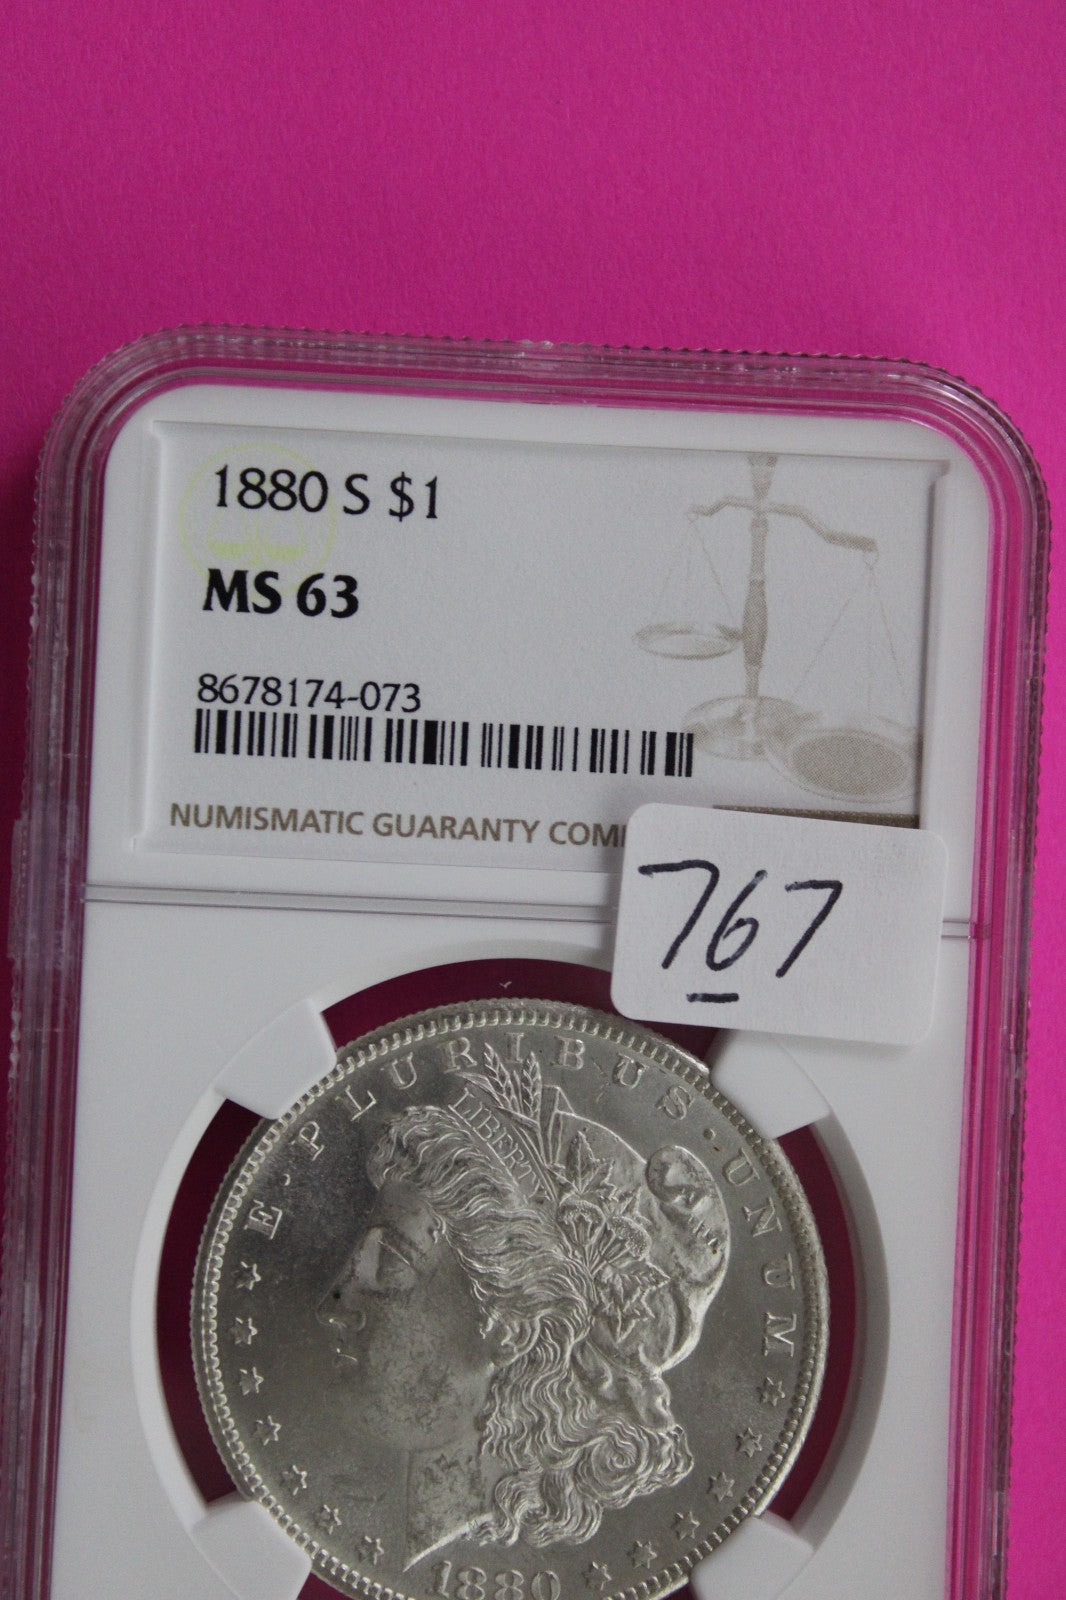 1880 S $1
MS 63
8678174-073
NUMISMATIC GUARANTY COM
767
E · PLURIBUS · UNUM
LIBERTY
1880